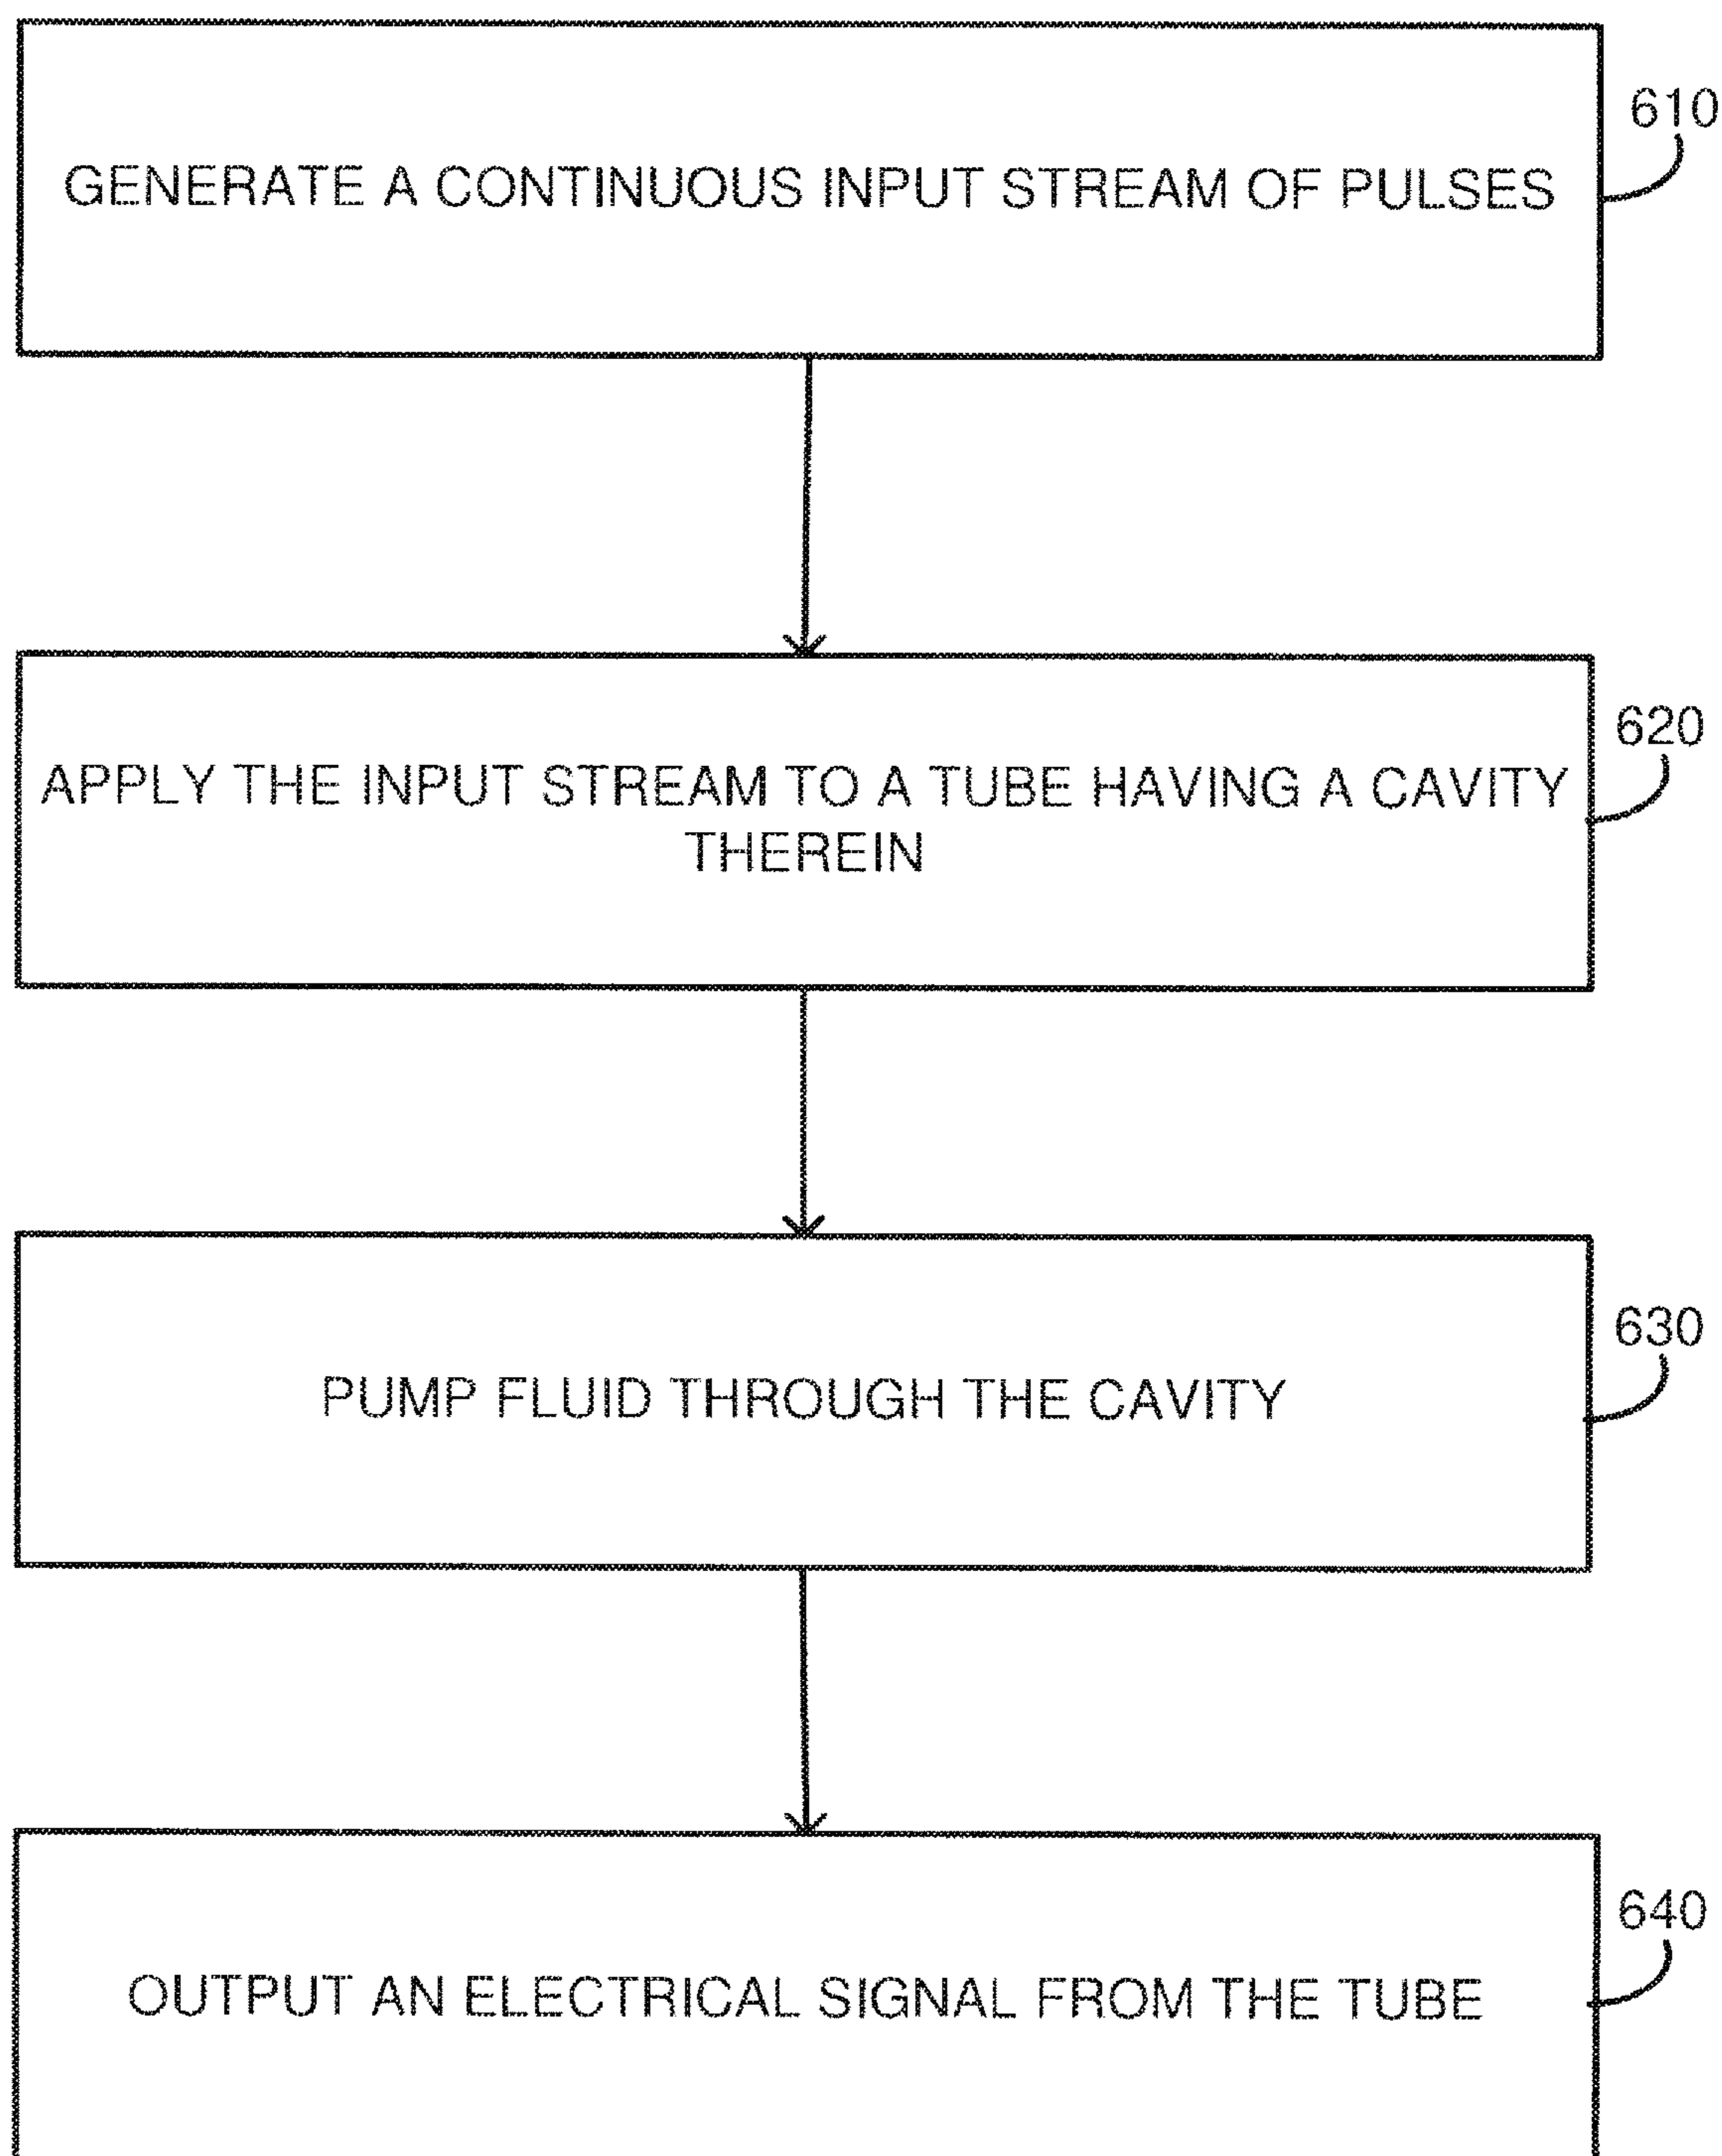 610
GENERATE A CONTINUOUS INPUT STREAM OF PULSES
620
APPLY THE INPUT STREAM TO A TUBE HAVING A CAVITY
THEREIN
630
PUMP FLUID THROUGH THE CAVITY
640
OUTPUT AN ELECTRICAL SIGNAL FROM THE TUBE